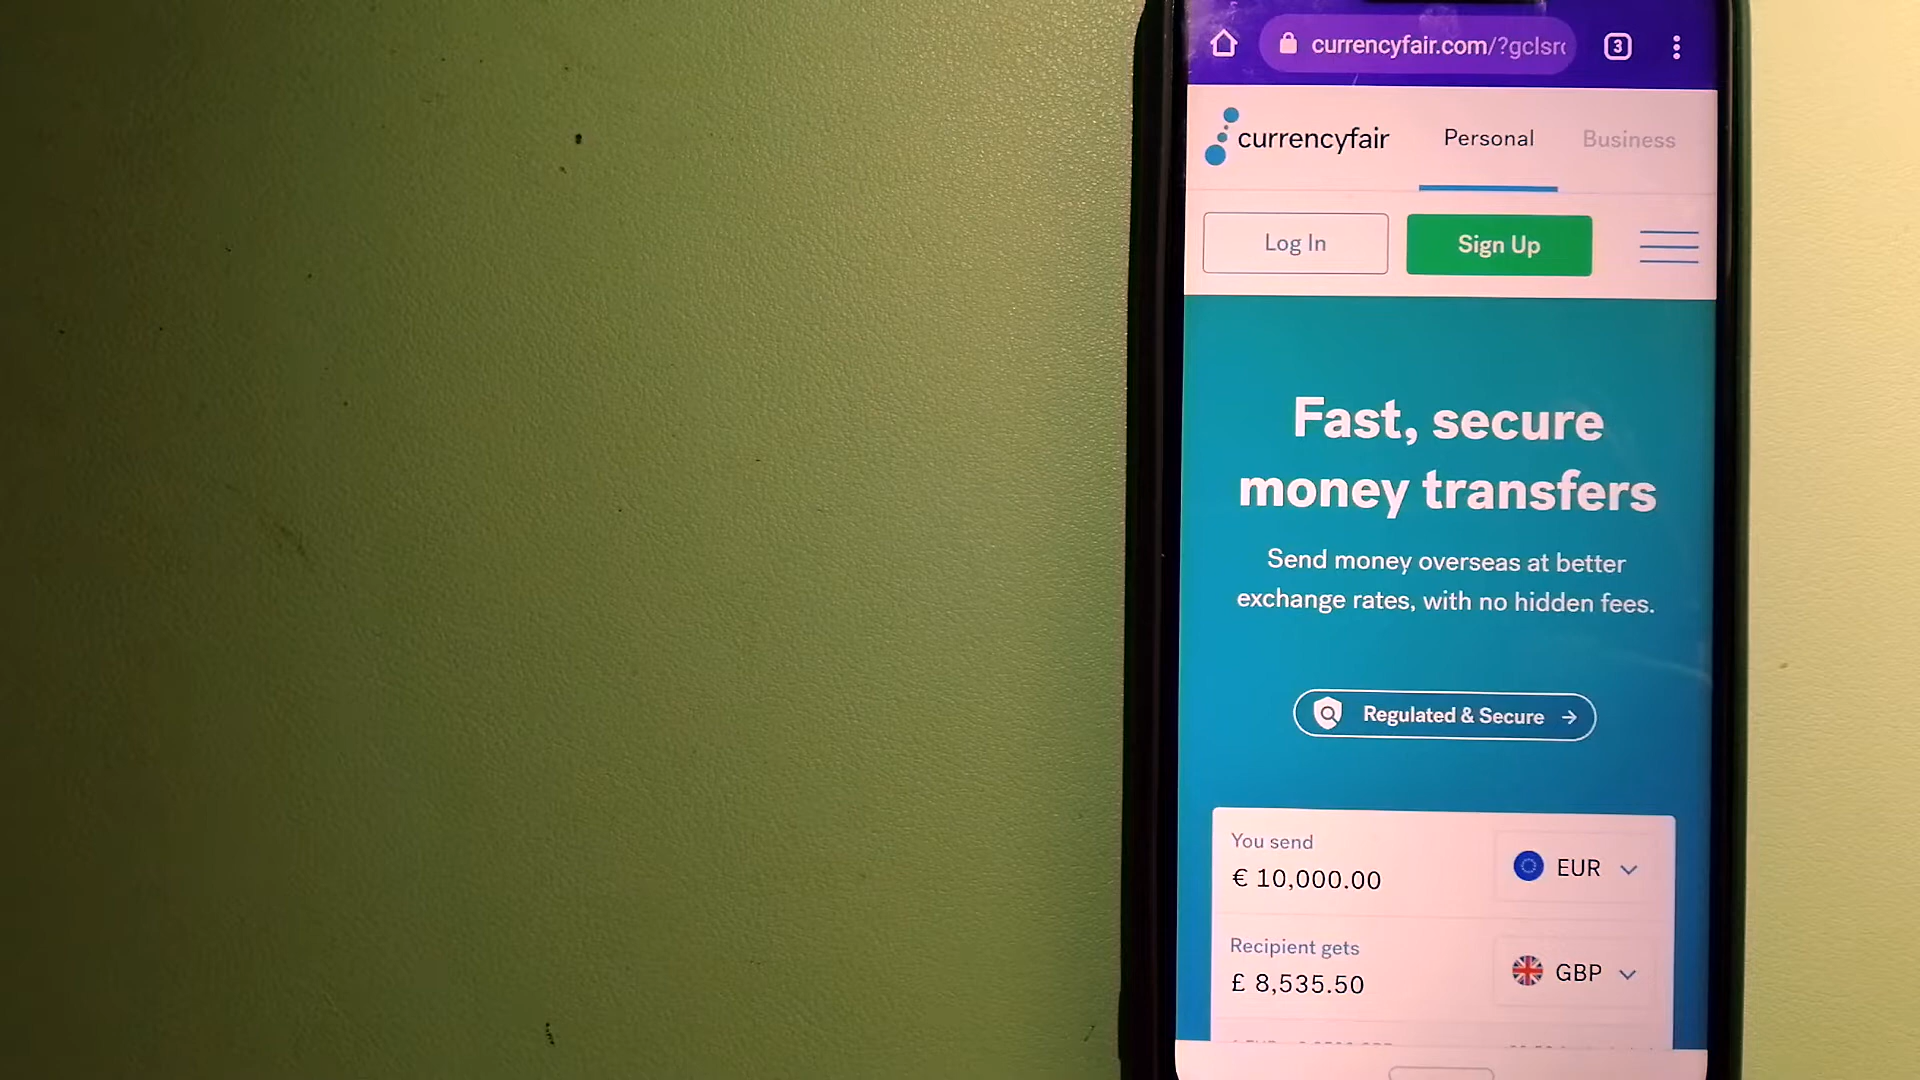 currencyfair.com/?gclsrc
3
currencyfair
Personal
Business
Log In
Sign Up
Fast, secure
money transfers
Send money overseas at better
exchange rates, with no hidden fees.
Regulated & Secure →
You send
€ 10,000.00
EUR
Recipient gets
£ 8,535.50
GBP